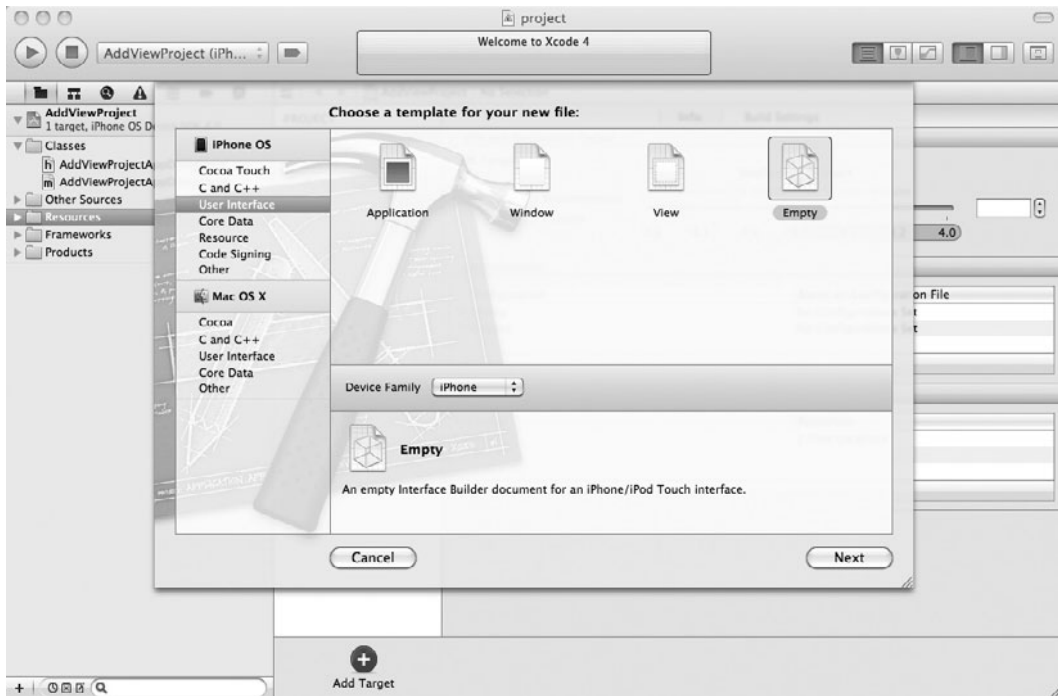 project
AddViewProject (iPh...
Welcome to Xcode 4
AddViewProject
1 target, iPhone OS
Classes
h AddViewProjectA
m AddViewProjectA
Other Sources
Resources
Frameworks
Products
Choose a template for your new file:
iPhone OS
Cocoa Touch
C and C++
User Interface
Core Data
Resource
Code Signing
Other
Mac OS X
Cocoa
C and C++
User Interface
Core Data
Other
Application
Window
View
Empty
Device Family
iPhone
Empty
An empty Interface Builder document for an iPhone/iPod Touch interface.
Cancel
Next
4.0
on File
t
t
Add Target